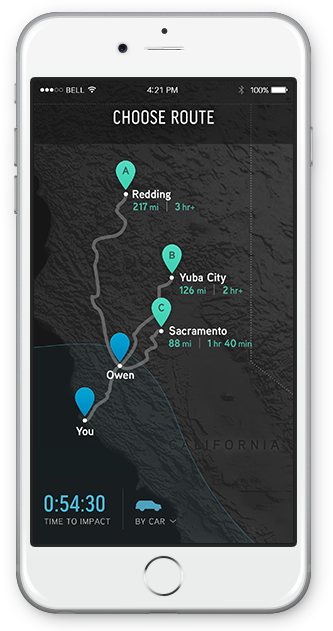 BELL 4:21 PM 100%
CHOOSE ROUTE
A
Redding
217 mi | 3 hr+
B
Yuba City
126 mi | 2 hr+
C
Sacramento
88 mi | 1 hr 40 min
Owen
You
CALIFORNIA
0:54:30
TIME TO IMPACT
BY CAR